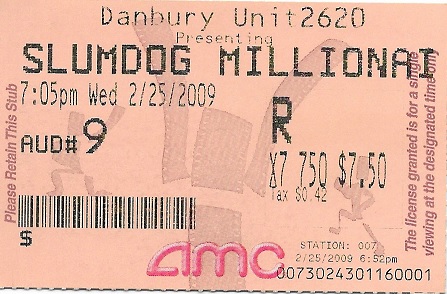 Danbury Unit2620
Presenting
SLUMDOG MILLIONAI
7:05pm Wed 2/25/2009
R
AUD# 9
X7 750 $7.50
Tax $0.42
S
amc
STATION: 007
2/25/2009 6:52pm
0073024301160001
Please Retain This Stub
The license granted is for a single
viewing at the designated time only.